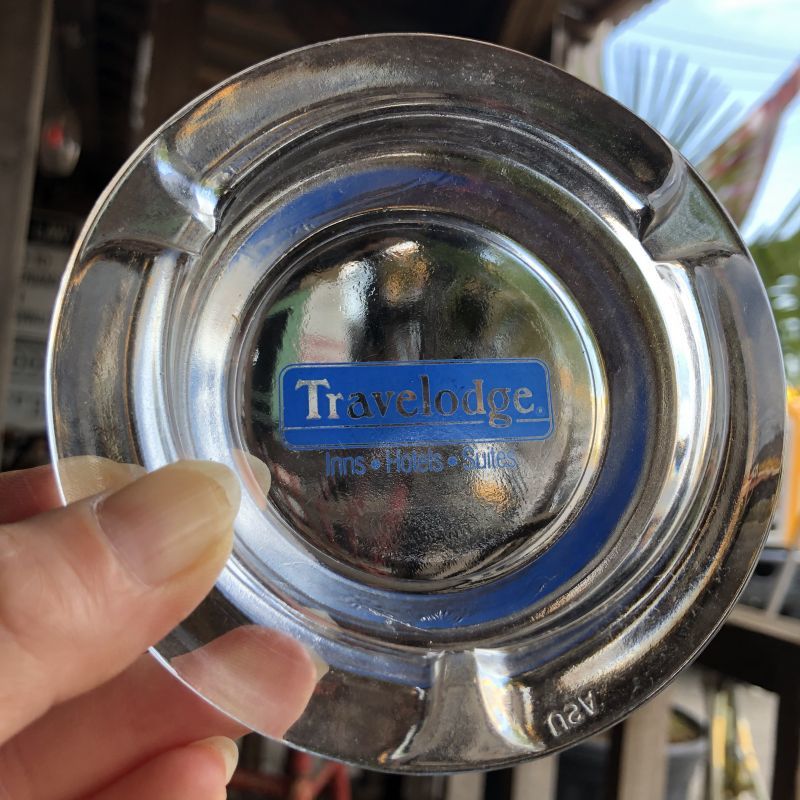 Travelodge®
Inns • Hotels • Suites
USA